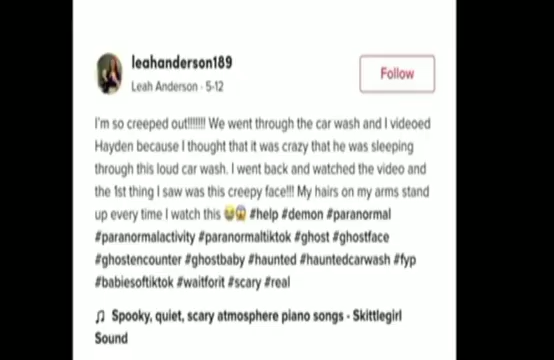 leahanderson189
Leah Anderson · 5-12
Follow
I'm so creeped out!!!!!!! We went through the car wash and I videoed
Hayden because I thought that it was crazy that he was sleeping
through this loud car wash. I went back and watched the video and
the 1st thing I saw was this creepy face!!! My hairs on my arms stand
up every time I watch this 😭😱 #help #demon #paranormal
#paranormalactivity #paranormaltiktok #ghost #ghostface
#ghostencounter #ghostbaby #haunted #hauntedcarwash #fyp
#babiesoftiktok #waitforit #scary #real
♫ Spooky, quiet, scary atmosphere piano songs - Skittlegirl
Sound